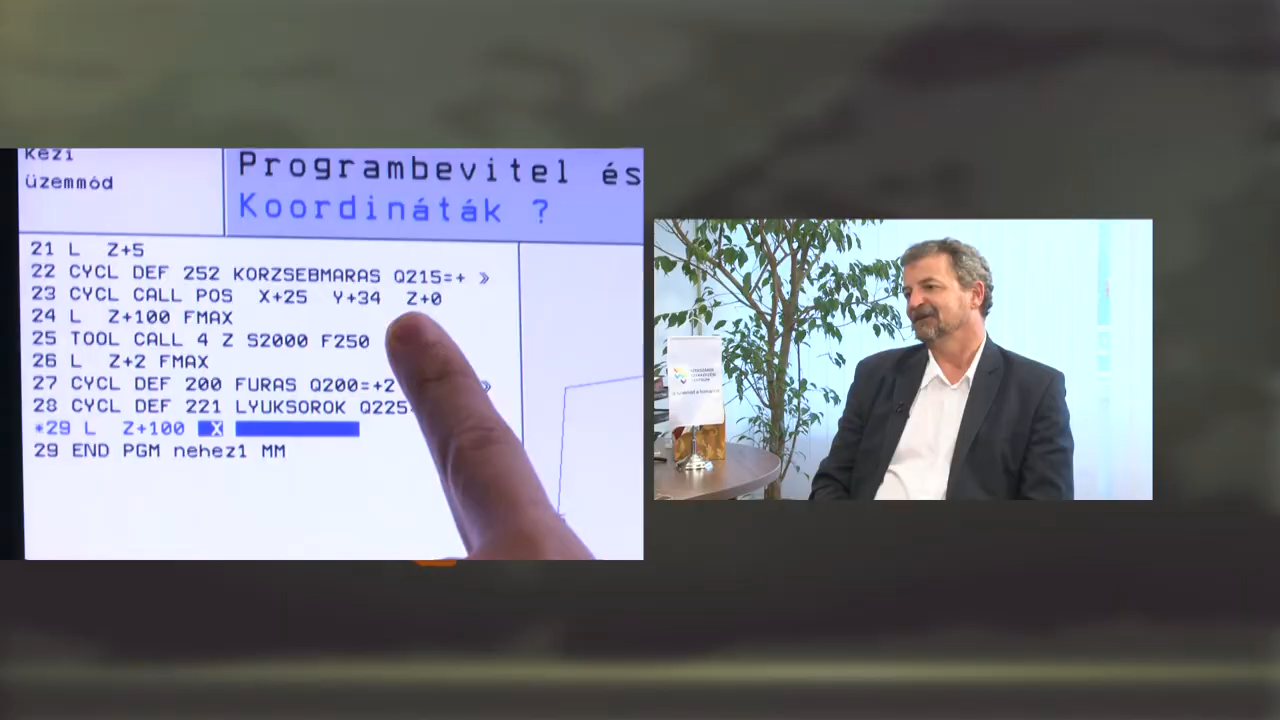 kézi
üzemmód
Programbevitel és
Koordináták ?
21 L Z+5
22 CYCL DEF 252 KORZSEBMARAS Q215=+ »
23 CYCL CALL POS X+25 Y+34 Z+0
24 L Z+100 FMAX
25 TOOL CALL 4 Z S2000 F250
26 L Z+2 FMAX
27 CYCL DEF 200 FURAS Q200=+2 »
28 CYCL DEF 221 LYUKSOROK Q225
*29 L Z+100 X
29 END PGM nehez1 MM